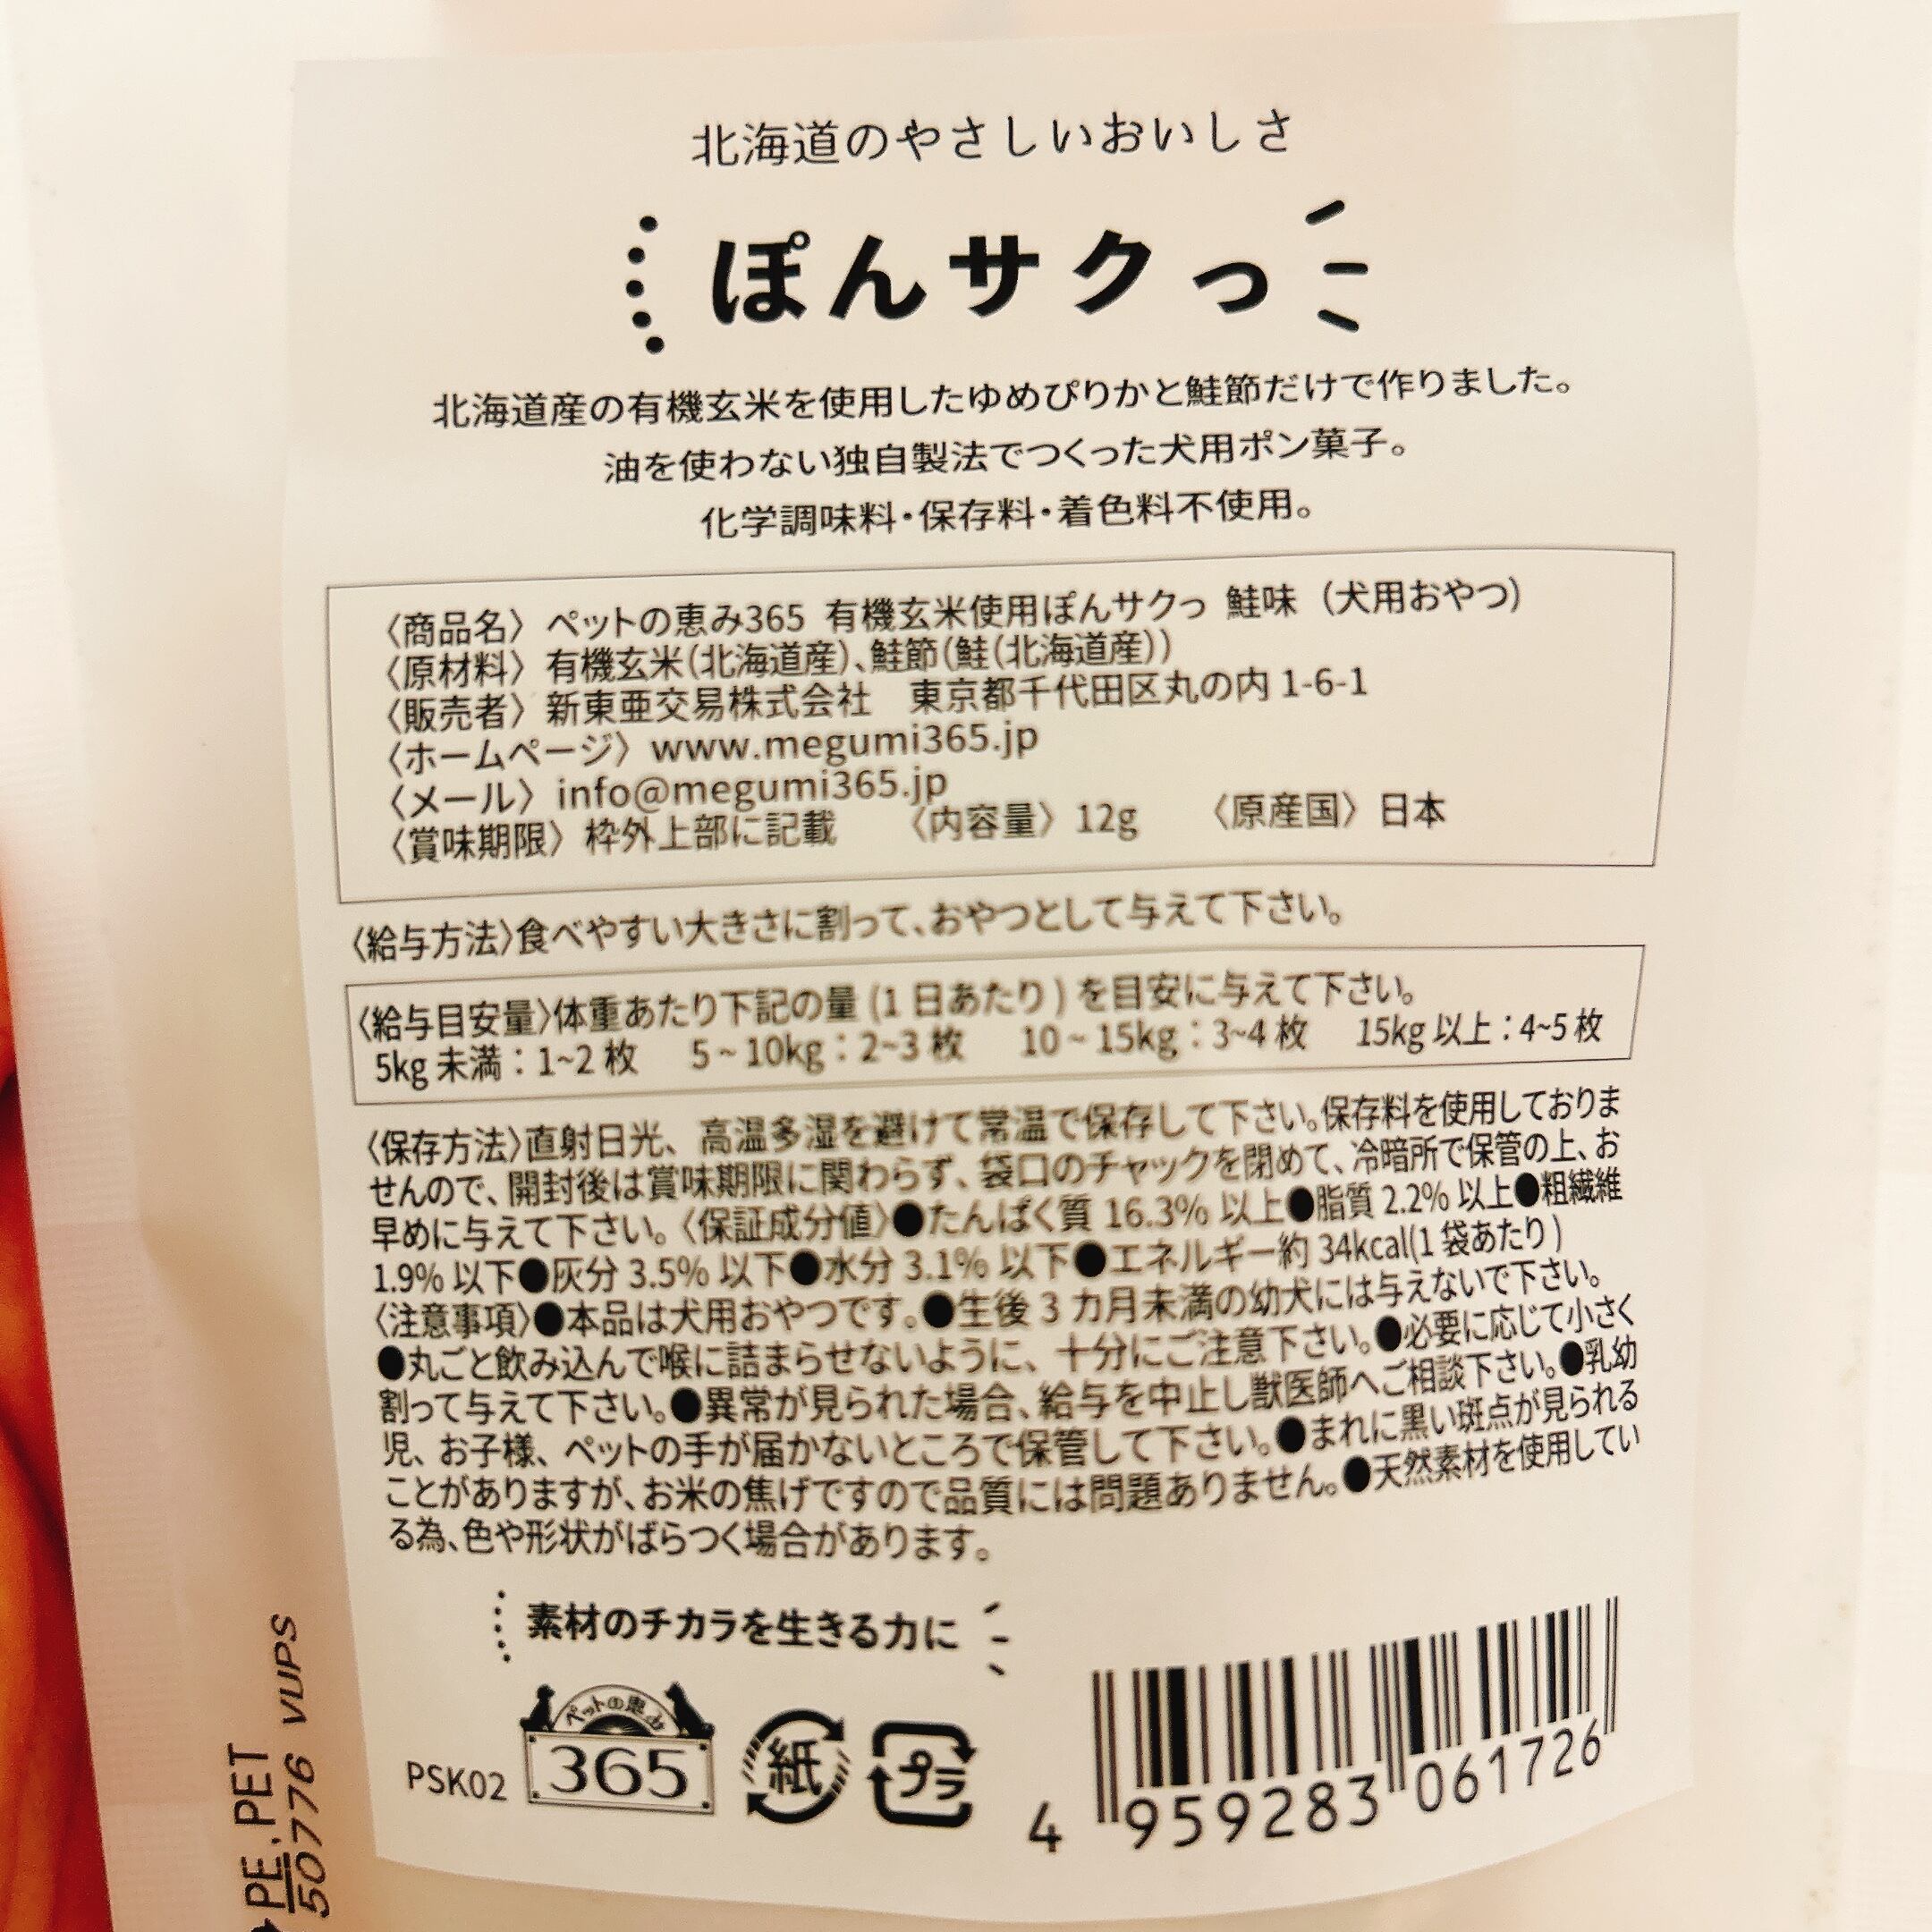 北海道のやさしいおいしさ
ぽんサクっ
北海道産の有機玄米を使用したゆめぴりかと鮭節だけで作りました。
油を使わない独自製法でつくった犬用ポン菓子。
化学調味料・保存料・着色料不使用。
〈商品名〉ペットの恵み365 有機玄米使用ぽんサクっ 鮭味（犬用おやつ）
〈原材料〉有機玄米(北海道産)、鮭節(鮭(北海道産))
〈販売者〉新東亜交易株式会社 東京都千代田区丸の内1-6-1
〈ホームページ〉www.megumi365.jp
〈メール〉info@megumi365.jp
〈賞味期限〉枠外上部に記載 〈内容量〉12g 〈原産国〉日本
〈給与方法〉食べやすい大きさに割って、おやつとして与えて下さい。
〈給与目安量〉体重あたり下記の量(1日あたり)を目安に与えて下さい。
5kg未満：1~2枚 5~10kg：2~3枚 10~15kg：3~4枚 15kg以上：4~5枚
〈保存方法〉直射日光、高温多湿を避けて常温で保存して下さい。保存料を使用しておりま
せんので、開封後は賞味期限に関わらず、袋口のチャックを閉めて、冷暗所で保管の上、お
早めに与えて下さい。〈保証成分値〉●たんぱく質16.3%以上●脂質2.2%以上●粗繊維
1.9%以下●灰分3.5%以下●水分3.1%以下●エネルギー約34kcal(1袋あたり)
〈注意事項〉●本品は犬用おやつです。●生後3カ月未満の幼犬には与えないで下さい。
●丸ごと飲み込んで喉に詰まらせないように、十分にご注意下さい。●必要に応じて小さく
割って与えて下さい。●異常が見られた場合、給与を中止し獣医師へご相談下さい。●乳幼
児、お子様、ペットの手が届かないところで保管して下さい。●まれに黒い斑点が見られる
ことがありますが、お米の焦げですので品質には問題ありません。●天然素材を使用してい
る為、色や形状がばらつく場合があります。
素材のチカラを生きる力に
ペットの恵み
365
PSK02
紙
プラ
4 959283 061726
PE.PET
507776 VUPS